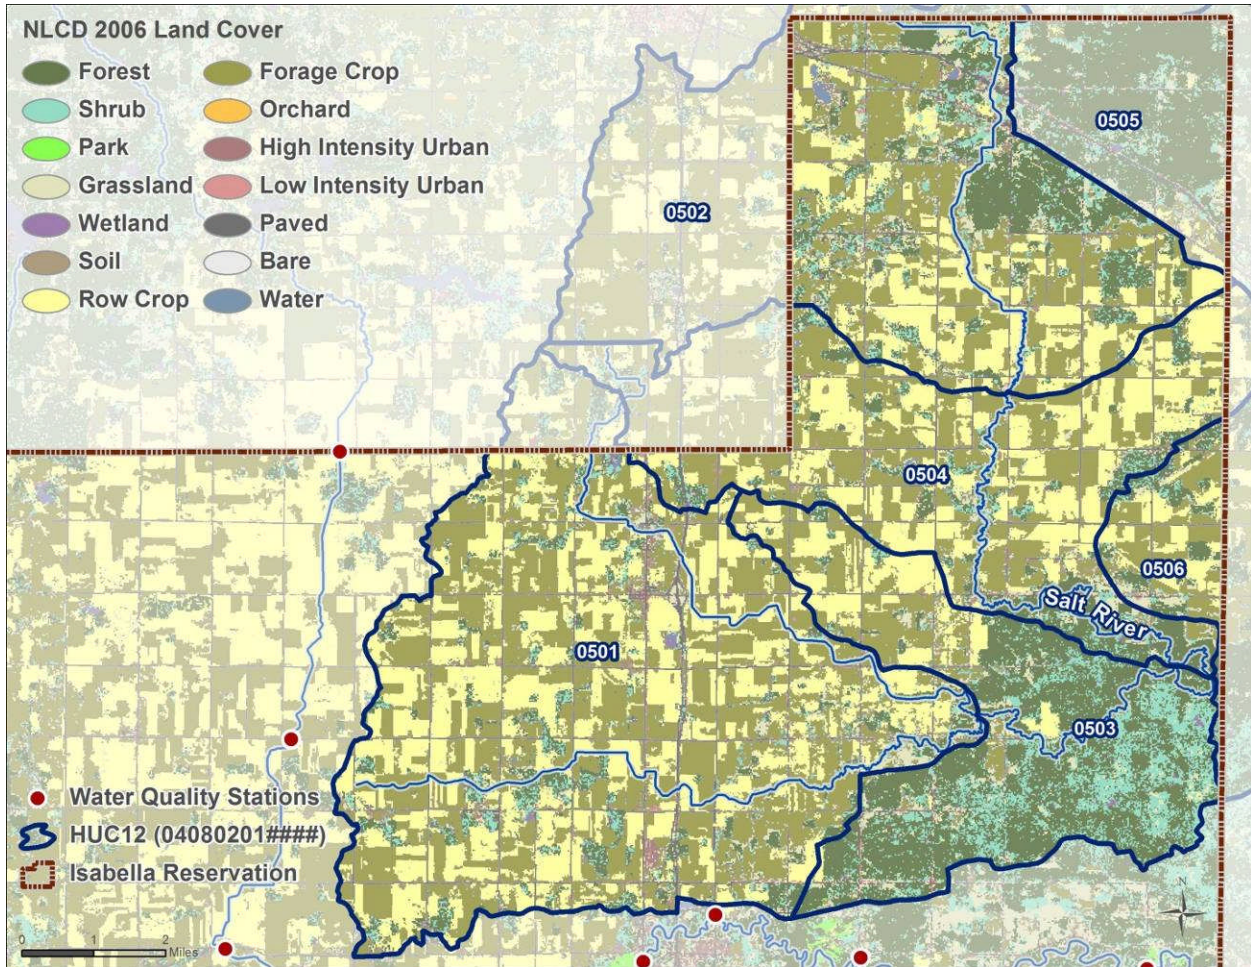 NLCD 2006 Land Cover
Forest
Forage Crop
Shrub
Orchard
Park
High Intensity Urban
Grassland
Low Intensity Urban
Wetland
Paved
Soil
Bare
Row Crop
Water
0505
0502
0504
0506
Salt River
0501
0503
Water Quality Stations
HUC12 (04080201####)
Isabella Reservation
N
0 1 2
Miles